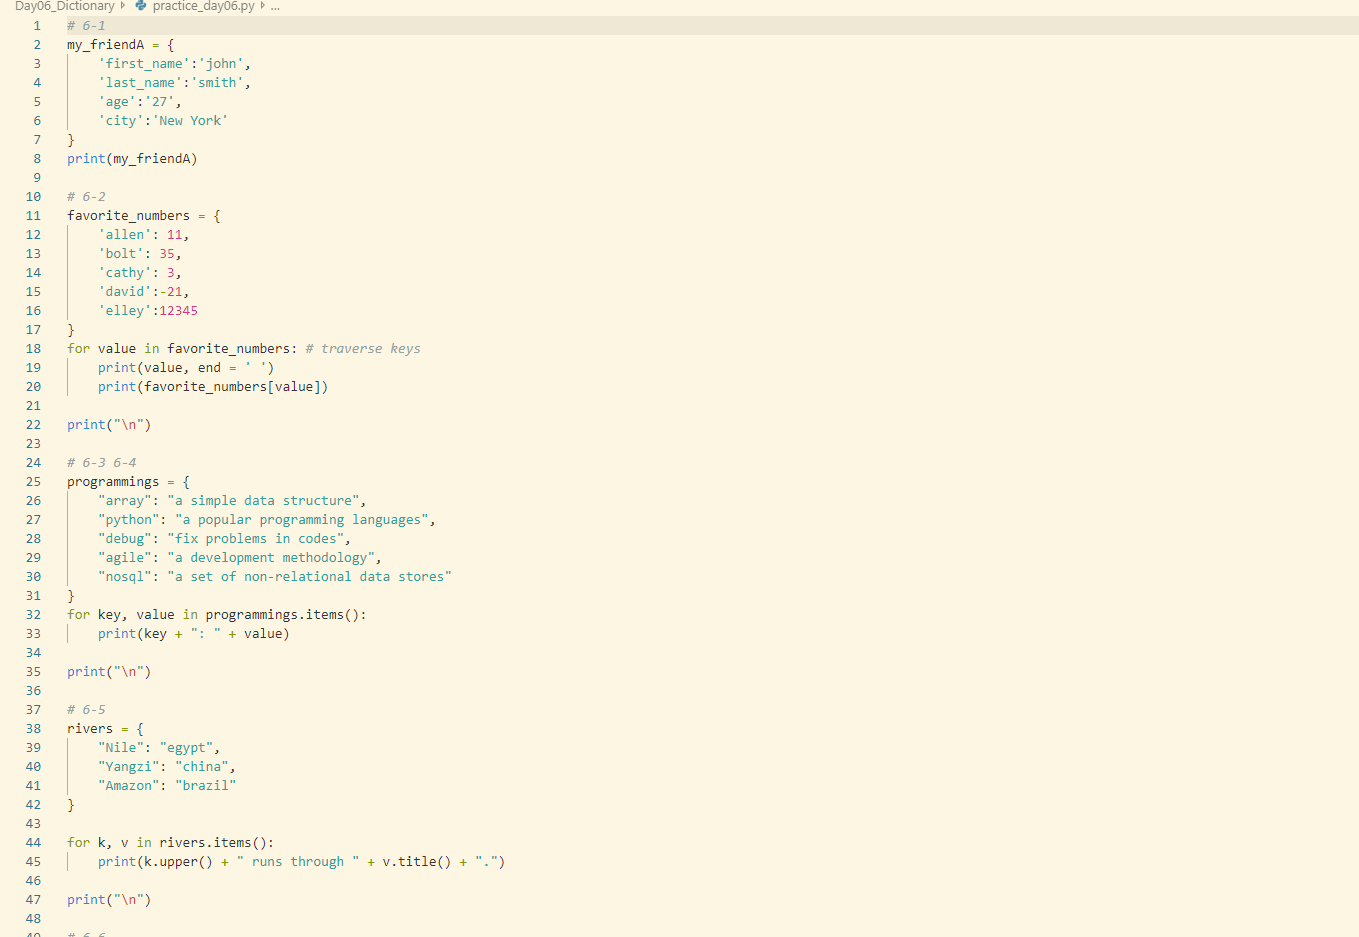 Day06_Dictionary practice_day06.py ...
1 # 6-1
2 my_friendA = {
3     'first_name':'john',
4     'last_name':'smith',
5     'age':'27',
6     'city':'New York'
7 }
8 print(my_friendA)
9
10 # 6-2
11 favorite_numbers = {
12     'allen': 11,
13     'bolt': 35,
14     'cathy': 3,
15     'david':-21,
16     'elley':12345
17 }
18 for value in favorite_numbers: # traverse keys
19     print(value, end = ' ')
20     print(favorite_numbers[value])
21
22 print("\n")
23
24 # 6-3 6-4
25 programmings = {
26     "array": "a simple data structure",
27     "python": "a popular programming languages",
28     "debug": "fix problems in codes",
29     "agile": "a development methodology",
30     "nosql": "a set of non-relational data stores"
31 }
32 for key, value in programmings.items():
33     print(key + ": " + value)
34
35 print("\n")
36
37 # 6-5
38 rivers = {
39     "Nile": "egypt",
40     "Yangzi": "china",
41     "Amazon": "brazil"
42 }
43
44 for k, v in rivers.items():
45     print(k.upper() + " runs through " + v.title() + ".")
46
47 print("\n")
48
49 # 6-6